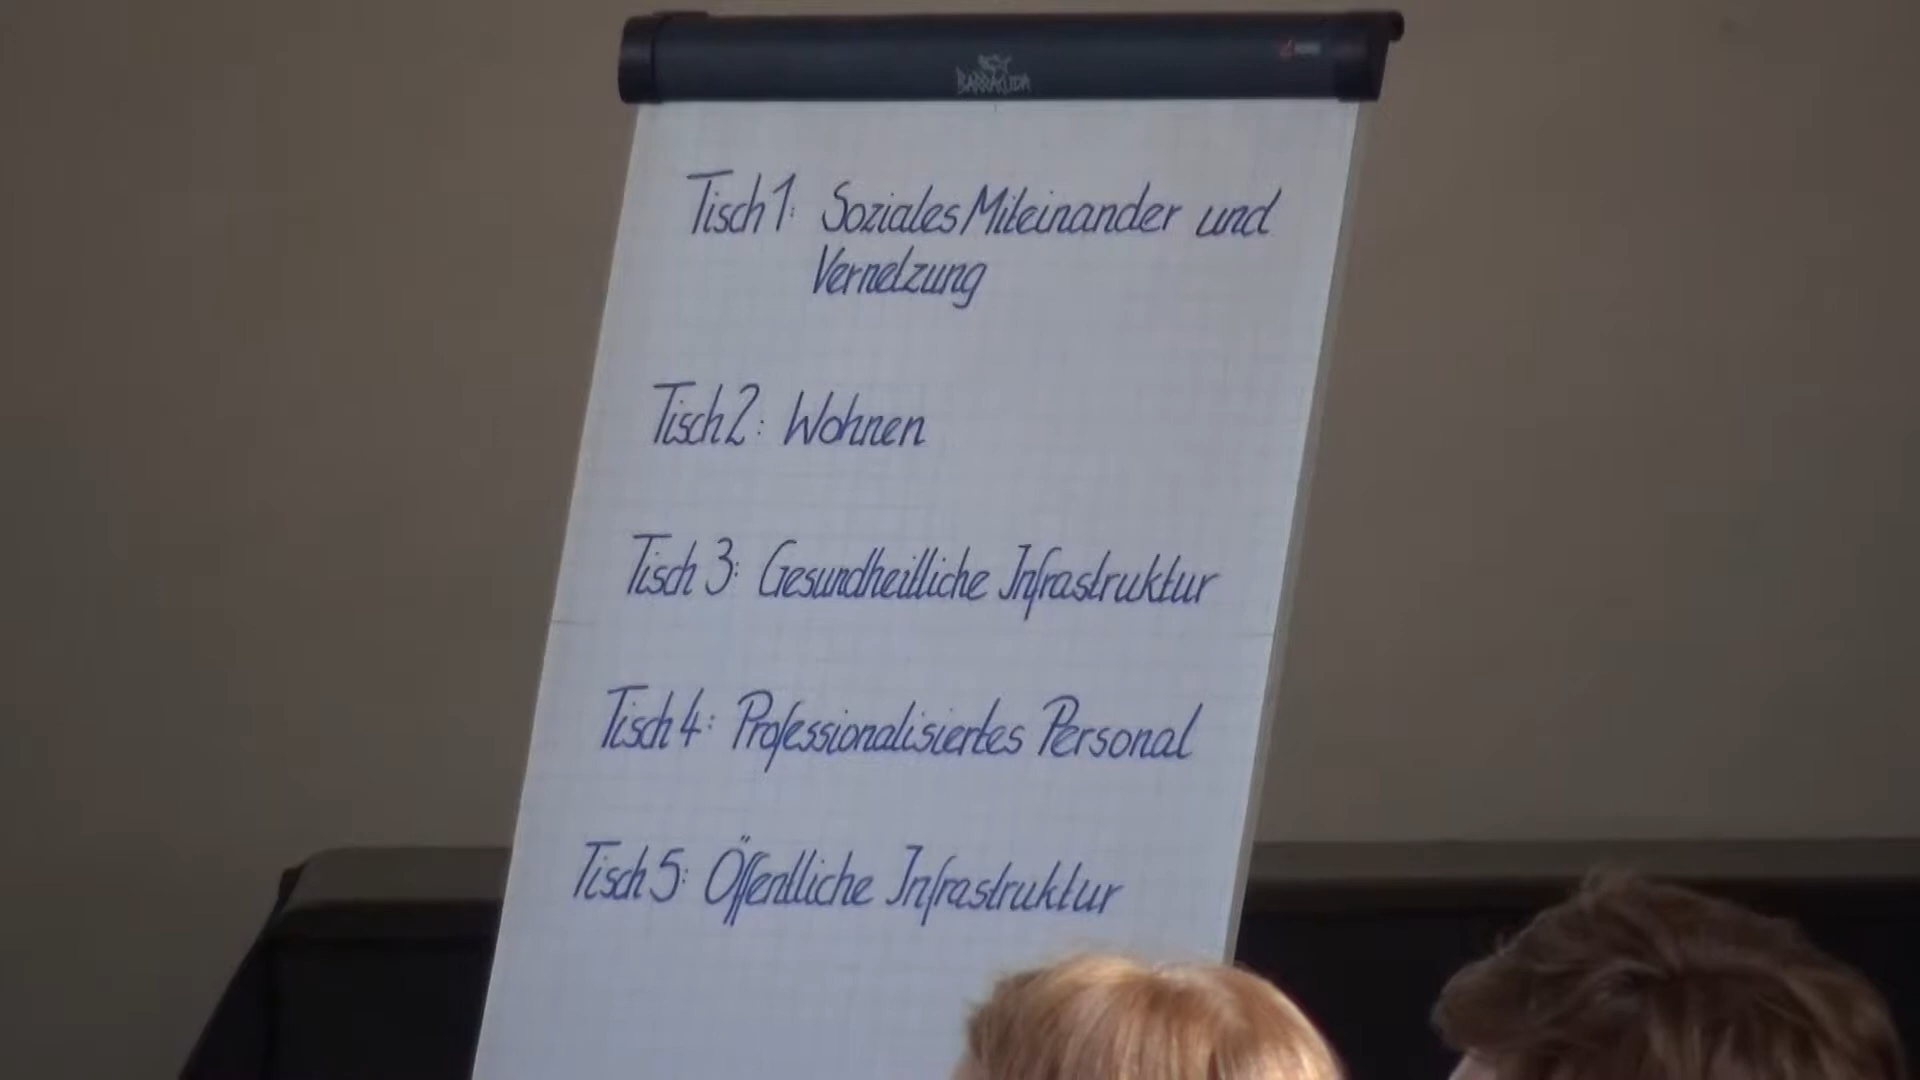 BARRAKUDA
Tisch 1: Soziales Miteinander und
Vernetzung
Tisch 2: Wohnen
Tisch 3: Gesundheitliche Infrastruktur
Tisch 4: Professionalisiertes Personal
Tisch 5: Öffentliche Infrastruktur